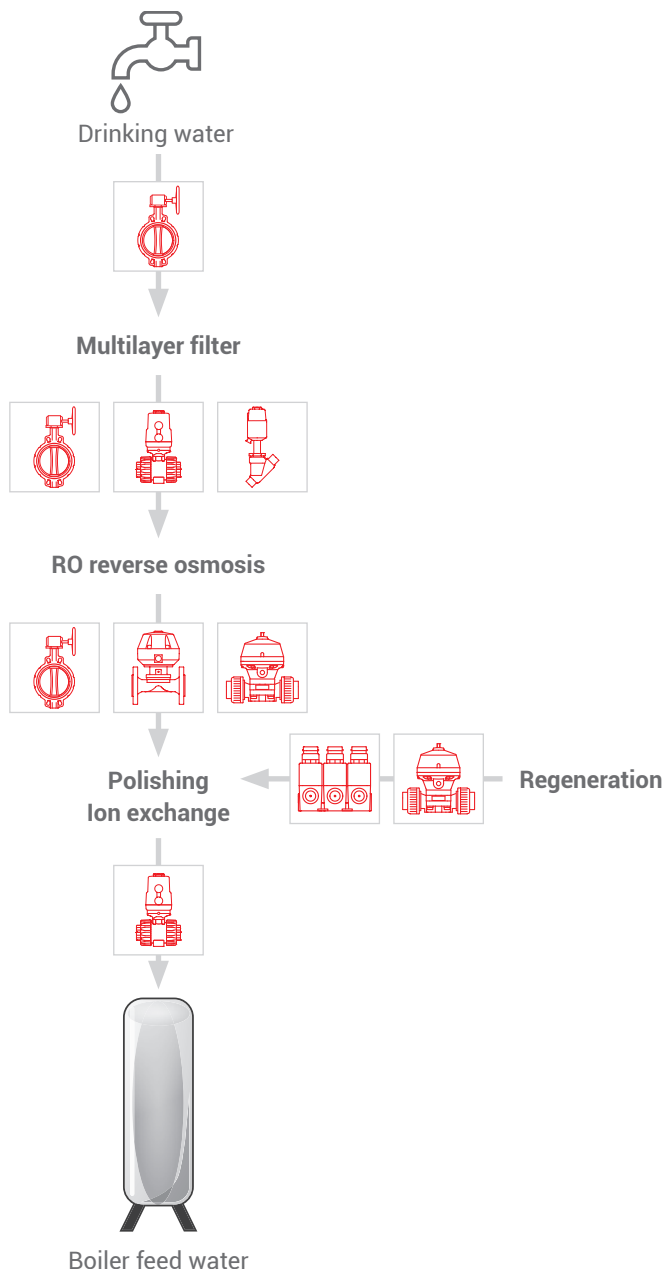 Drinking water
Multilayer filter
RO reverse osmosis
Polishing
Ion exchange
Regeneration
Boiler feed water